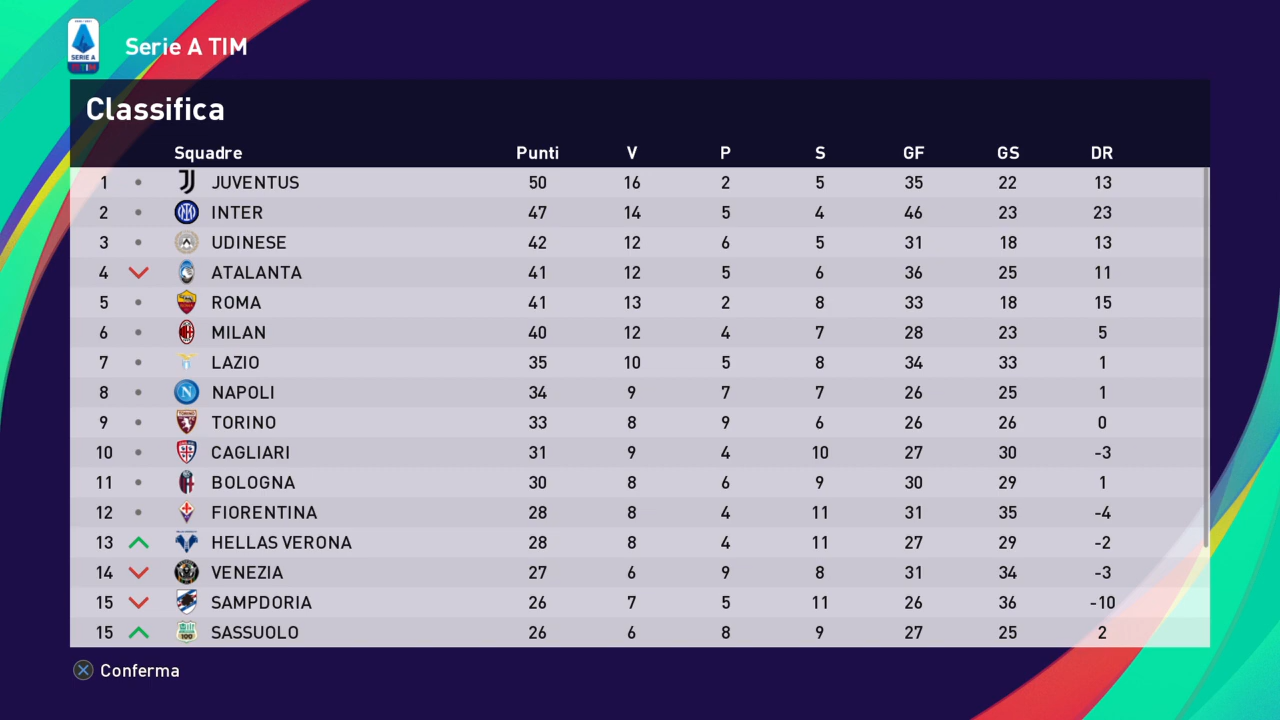 Serie A TIM
Classifica
Squadre Punti V P S GF GS DR
1 JUVENTUS 50 16 2 5 35 22 13
2 INTER 47 14 5 4 46 23 23
3 UDINESE 42 12 6 5 31 18 13
4 ATALANTA 41 12 5 6 36 25 11
5 ROMA 41 13 2 8 33 18 15
6 MILAN 40 12 4 7 28 23 5
7 LAZIO 35 10 5 8 34 33 1
8 NAPOLI 34 9 7 7 26 25 1
9 TORINO 33 8 9 6 26 26 0
10 CAGLIARI 31 9 4 10 27 30 -3
11 BOLOGNA 30 8 6 9 30 29 1
12 FIORENTINA 28 8 4 11 31 35 -4
13 HELLAS VERONA 28 8 4 11 27 29 -2
14 VENEZIA 27 6 9 8 31 34 -3
15 SAMPDORIA 26 7 5 11 26 36 -10
15 SASSUOLO 26 6 8 9 27 25 2
Conferma